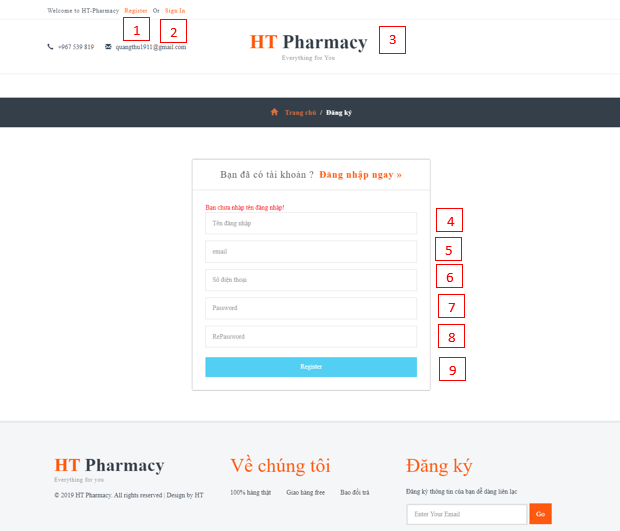 Welcome to HT-Pharmacy Register Or Sign In
1
2
+967 539 819 quangthu1911@gmail.com
HT Pharmacy
3
Everything for You
Trang chủ / Đăng ký
Bạn đã có tài khoản ? Đăng nhập ngay »
Bạn chưa nhập tên đăng nhập!
Tên đăng nhập
4
email
5
Số điện thoại
6
Password
7
RePassword
8
Register
9
HT Pharmacy
Everything for you
© 2019 HT Pharmacy. All rights reserved | Design by HT
Về chúng tôi
100% hàng thật Giao hàng free Bao đổi trả
Đăng ký
Đăng ký thông tin của bạn để dàng liên lạc
Enter Your Email
Go